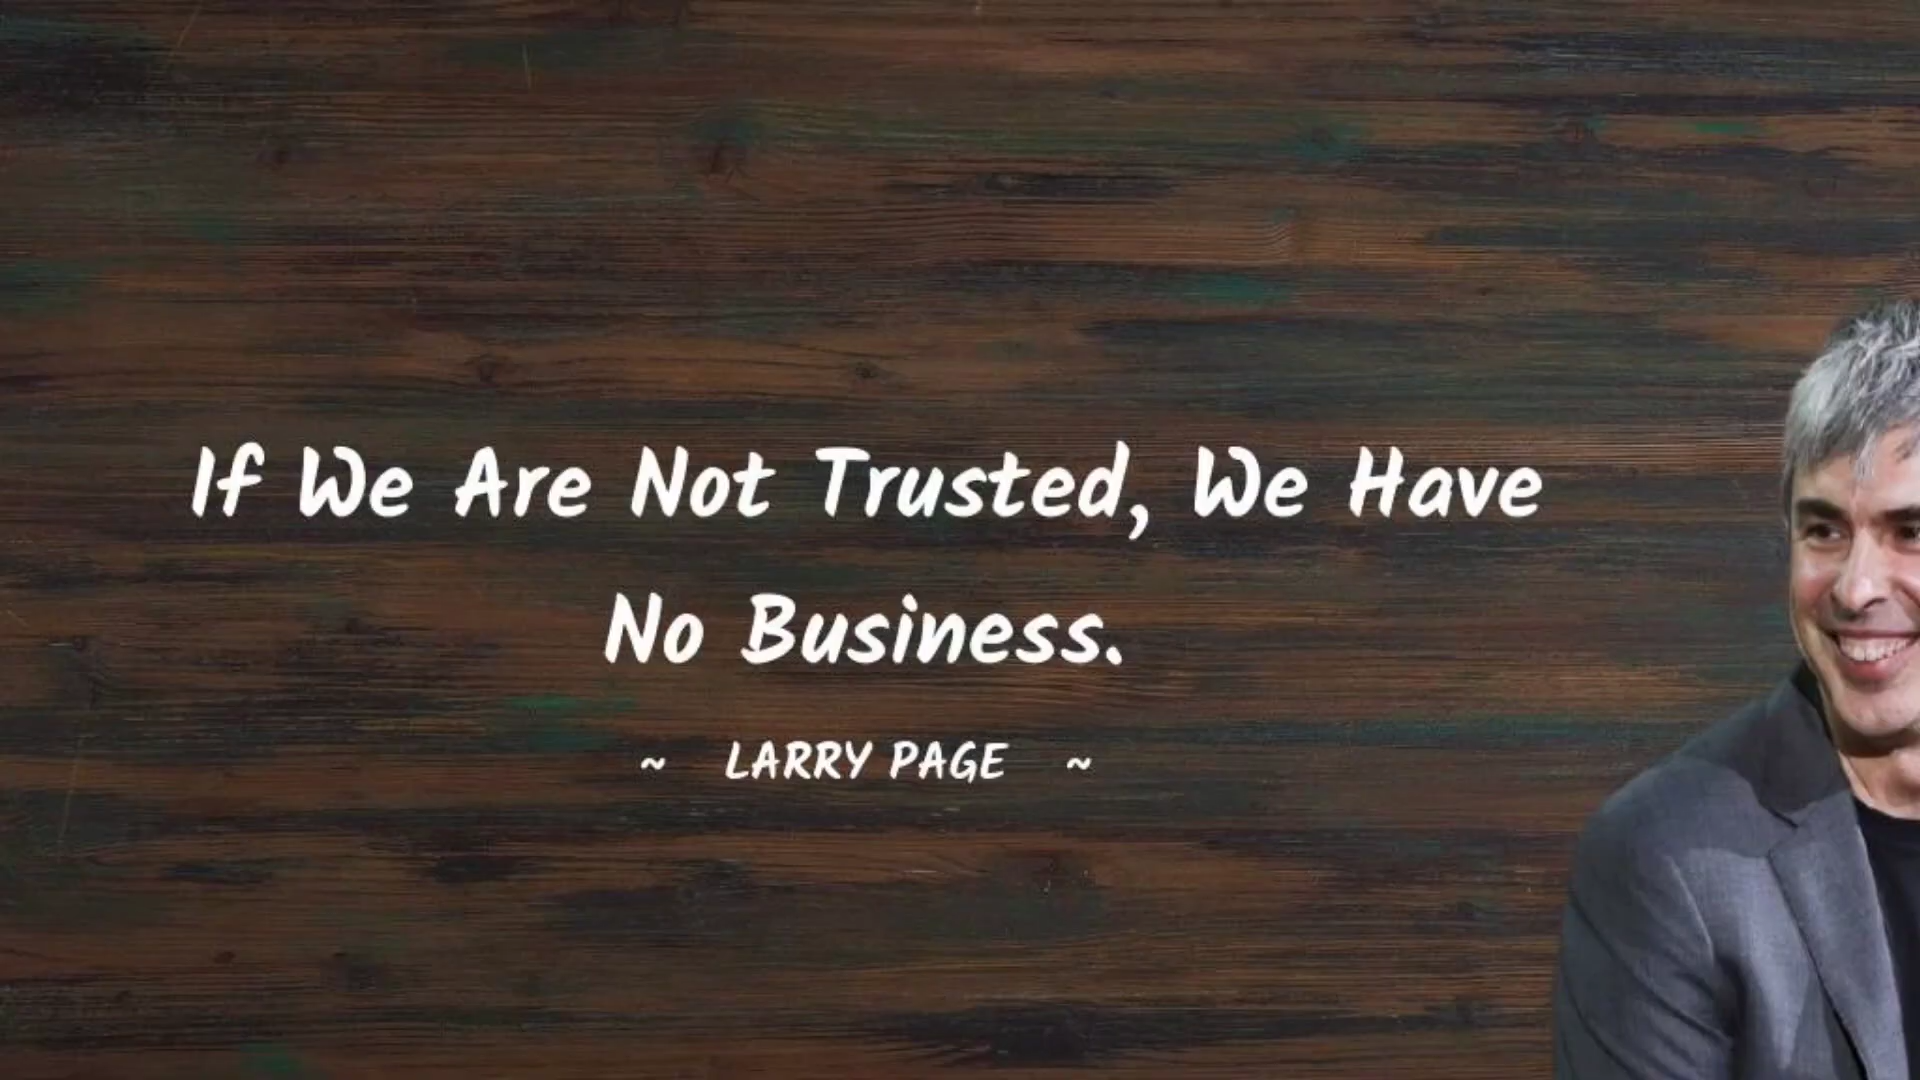 If We Are Not Trusted, We Have
No Business.
~ LARRY PAGE ~